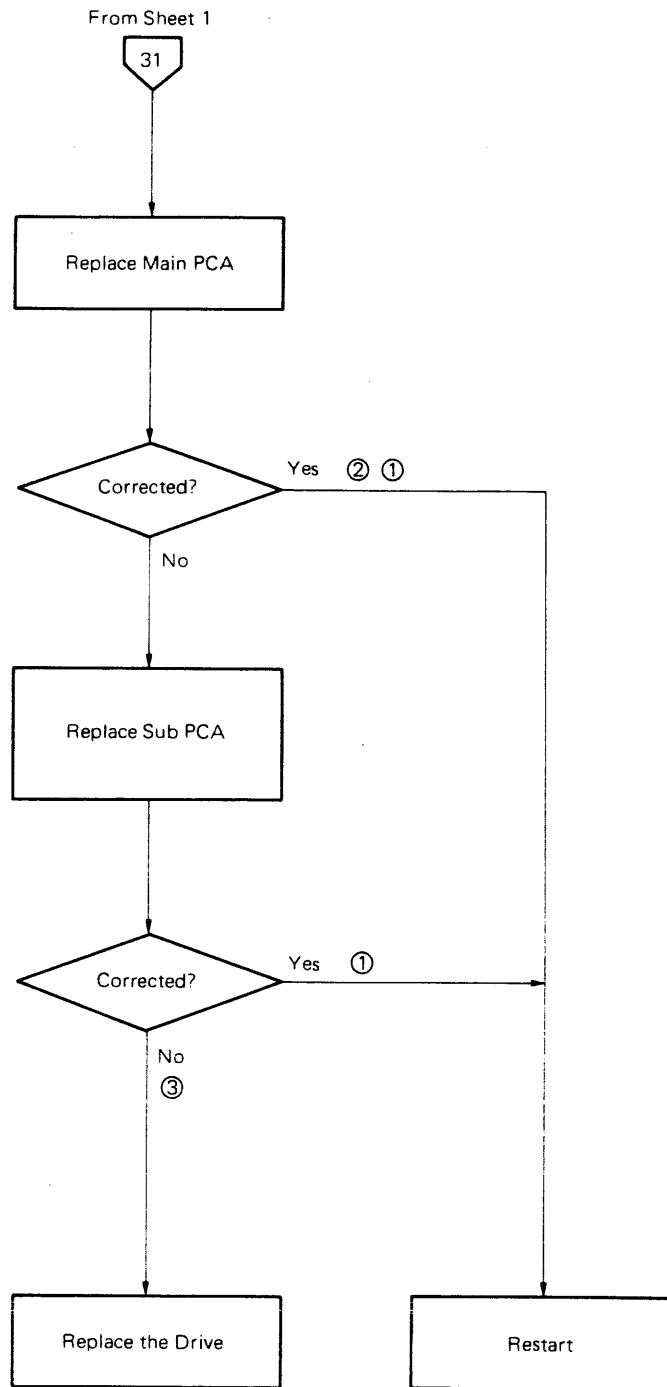 From Sheet 1
31
Replace Main PCA
Corrected?
Yes ② ①
No
Replace Sub PCA
Corrected?
Yes ①
No
③
Replace the Drive
Restart